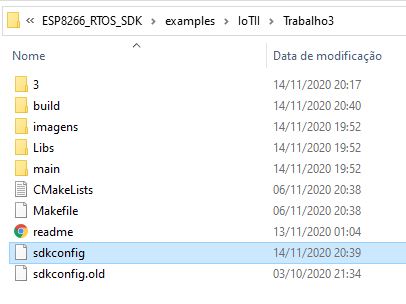 « ESP8266_RTOS_SDK > examples > IoTII > Trabalho3
Nome Data de modificação
3 14/11/2020 20:17
build 14/11/2020 20:40
imagens 14/11/2020 19:52
Libs 14/11/2020 19:52
main 14/11/2020 19:52
CMakeLists 06/11/2020 20:38
Makefile 06/11/2020 20:38
readme 13/11/2020 01:04
sdkconfig 14/11/2020 20:39
sdkconfig.old 03/10/2020 21:34